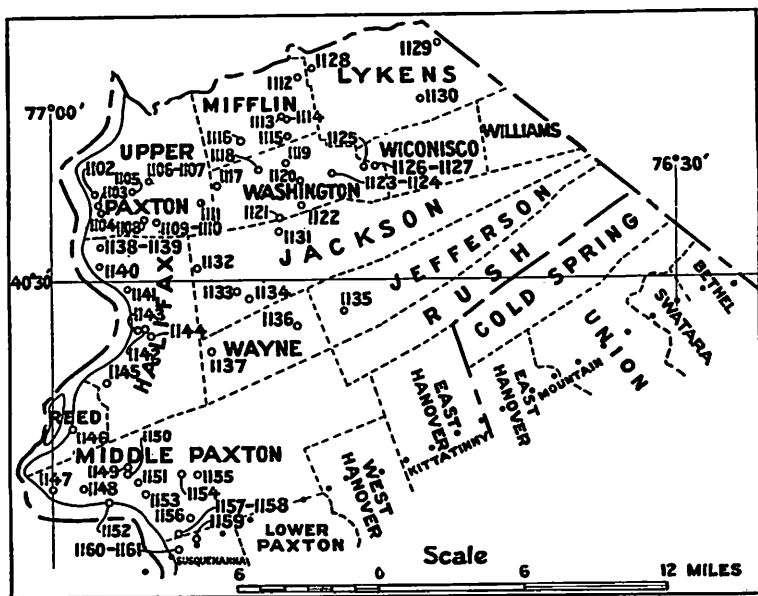 1128
1129
1112
LYKENS
1130
77°00'
MIFFLIN
1113
1114
1116
1115
1125
WILLIAMS
UPPER
1118
1119
WICONISCO
1126-1127
76°30'
1102
1105
1106-1107
1103
1117
1120
WASHINGTON
1123-1124
PAXTON
1111
1121
1122
1104
1108
1109-1110
1131
JACKSON
1138-1139
1140
HALIFAX
1132
JEFFERSON
40°30'
RUSH
COLD SPRING
BETHEL
1141
1133
1134
1135
SWATARA
1143
1144
1136
UNION
1143
WAYNE
1137
1145
MOUNTAIN
REED
EAST
HANOVER
EAST
HANOVER
1146
1150
KITTATINNY
MIDDLE PAXTON
1147
1149
1148
1151
1155
1153
1154
WEST
HANOVER
1157-1158
1156
1159
1152
LOWER
PAXTON
1160-1161
SUSQUEHANNA
Scale
6
0
6
12 MILES